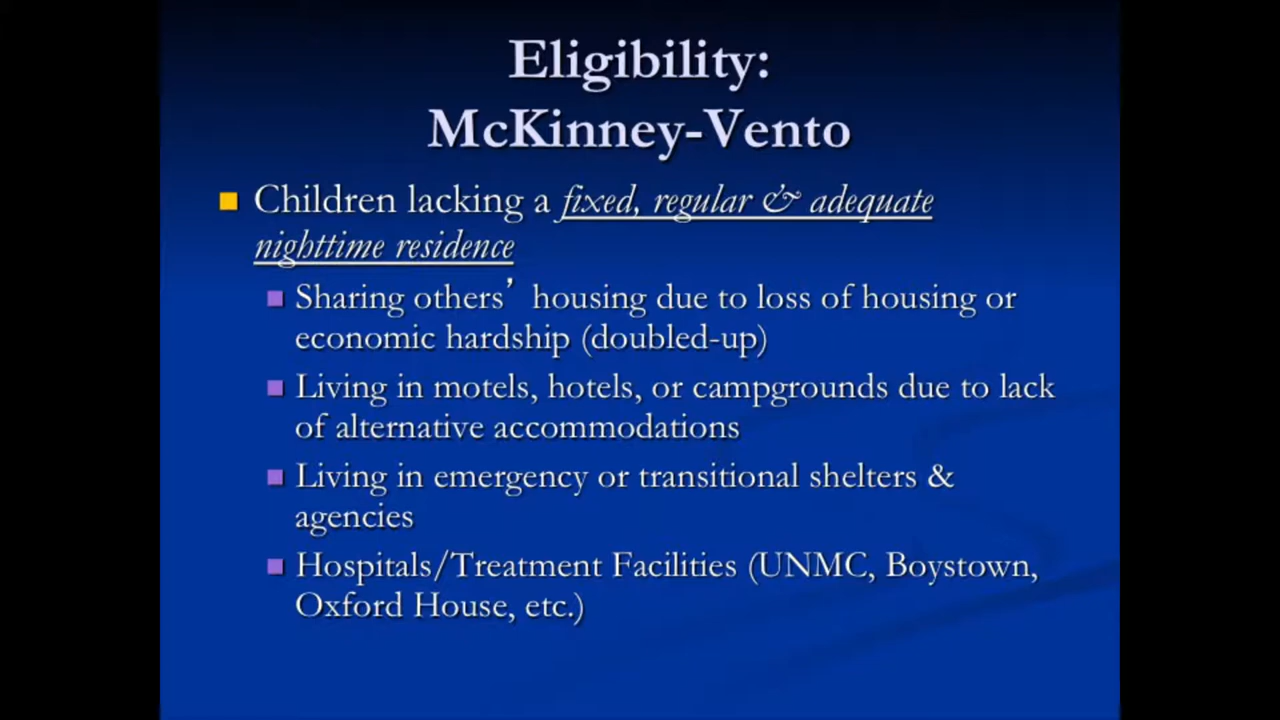 Eligibility:
McKinney-Vento
Children lacking a fixed, regular & adequate
nighttime residence
Sharing others’ housing due to loss of housing or
economic hardship (doubled-up)
Living in motels, hotels, or campgrounds due to lack
of alternative accommodations
Living in emergency or transitional shelters &
agencies
Hospitals/Treatment Facilities (UNMC, Boystown,
Oxford House, etc.)